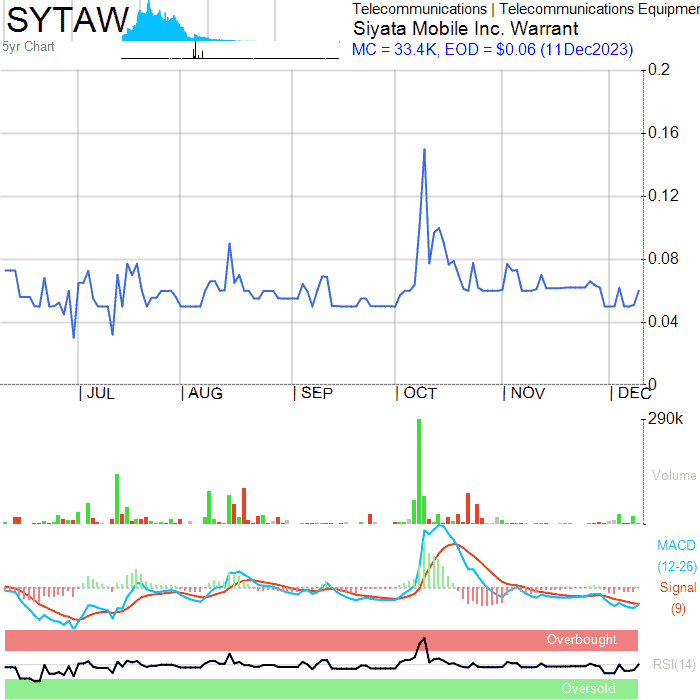 SYTAW
5yr Chart
Telecommunications | Telecommunications Equipmen
Siyata Mobile Inc. Warrant
MC = 33.4K, EOD = $0.06 (11Dec2023)
0.2
0.16
0.12
0.08
0.04
0
| JUL | AUG | SEP | OCT | NOV | DEC
290k
Volume
MACD
(12-26)
Signal
(9)
Overbought
RSI(14)
Oversold